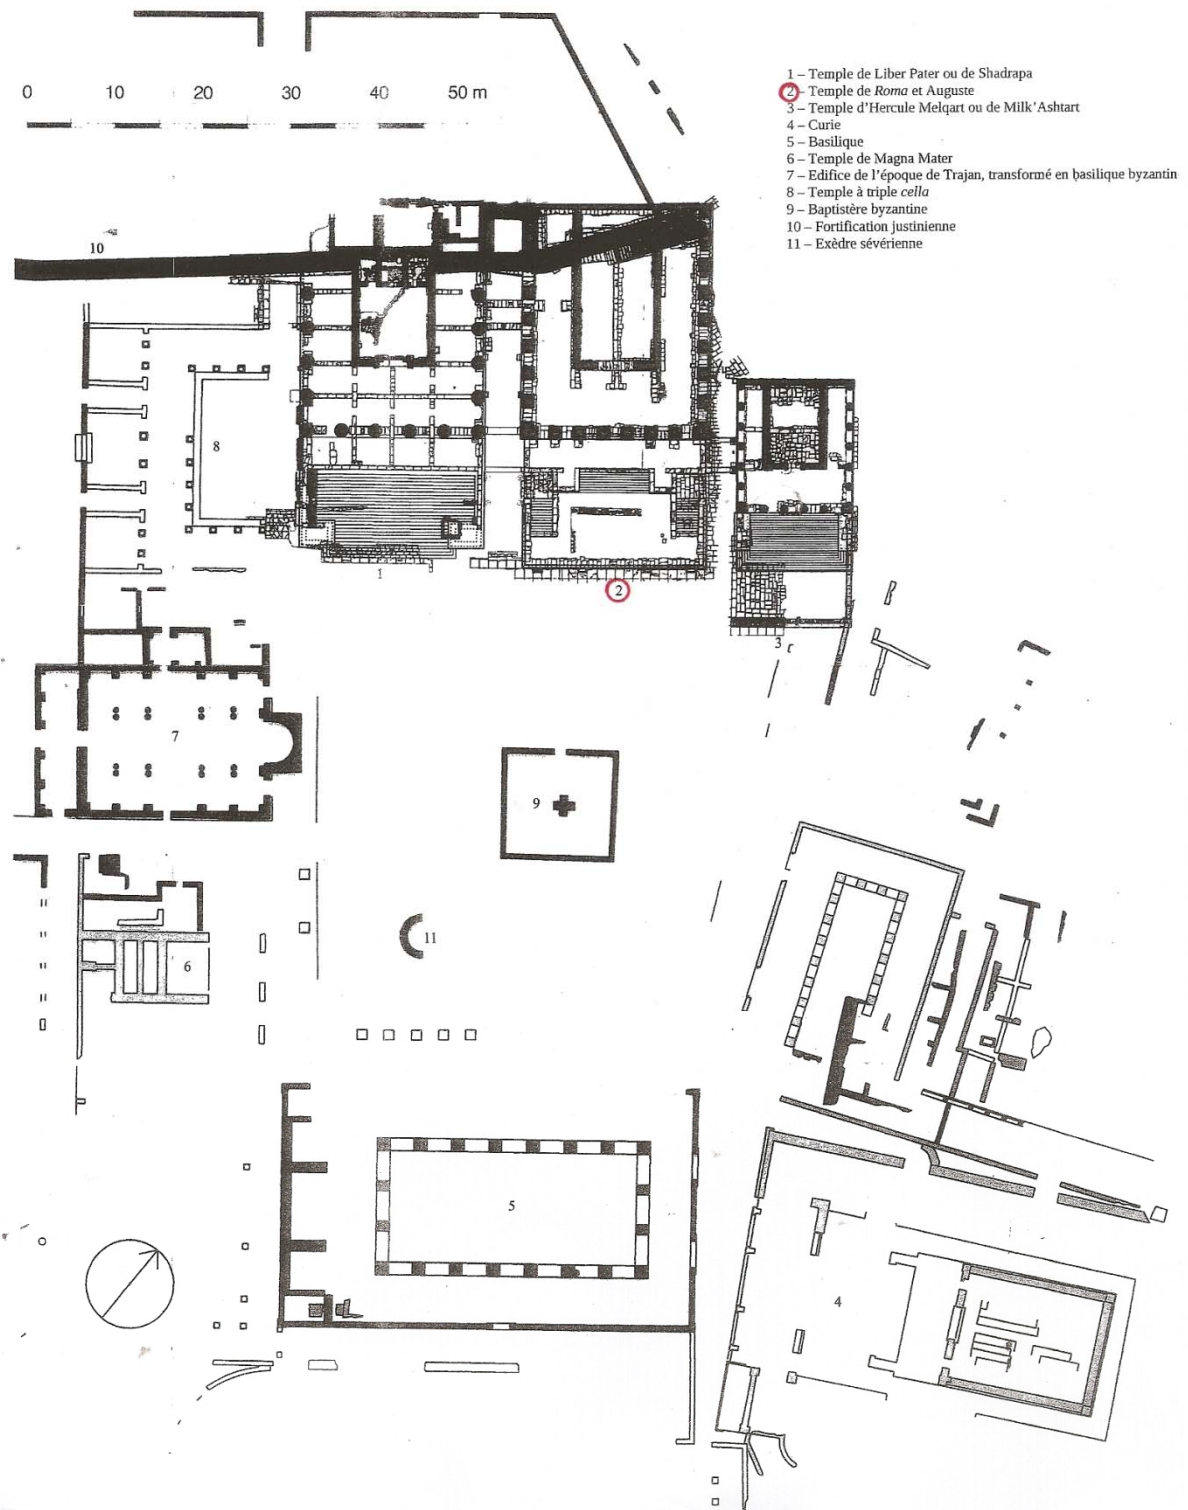 0 10 20 30 40 50 m
1 – Temple de Liber Pater ou de Shadrapa
2 – Temple de Roma et Auguste
3 – Temple d’Hercule Melqart ou de Milk’Ashtart
4 – Curie
5 – Basilique
6 – Temple de Magna Mater
7 – Edifice de l’époque de Trajan, transformé en basilique byzantin
8 – Temple à triple cella
9 – Baptistère byzantine
10 – Fortification justinienne
11 – Exèdre sévérienne
10
8
1
2
3
7
9
11
6
5
4